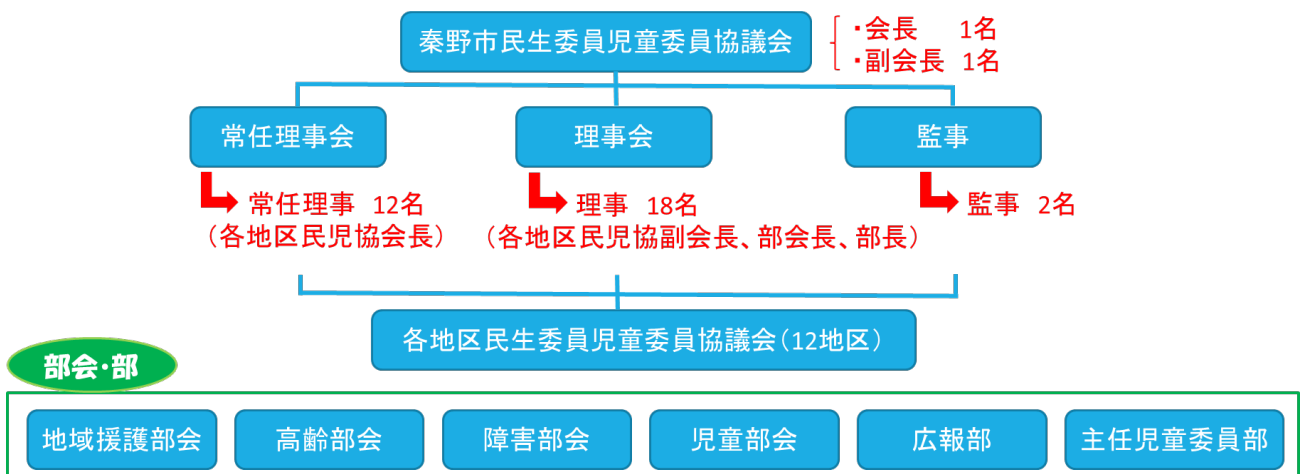 秦野市民生委員児童委員協議会
・会長 1名
・副会長 1名
常任理事会
理事会
監事
常任理事 12名
（各地区民児協会長）
理事 18名
（各地区民児協副会長、部会長、部長）
監事 2名
各地区民生委員児童委員協議会（12地区）
部会・部
地域援護部会
高齢部会
障害部会
児童部会
広報部
主任児童委員部